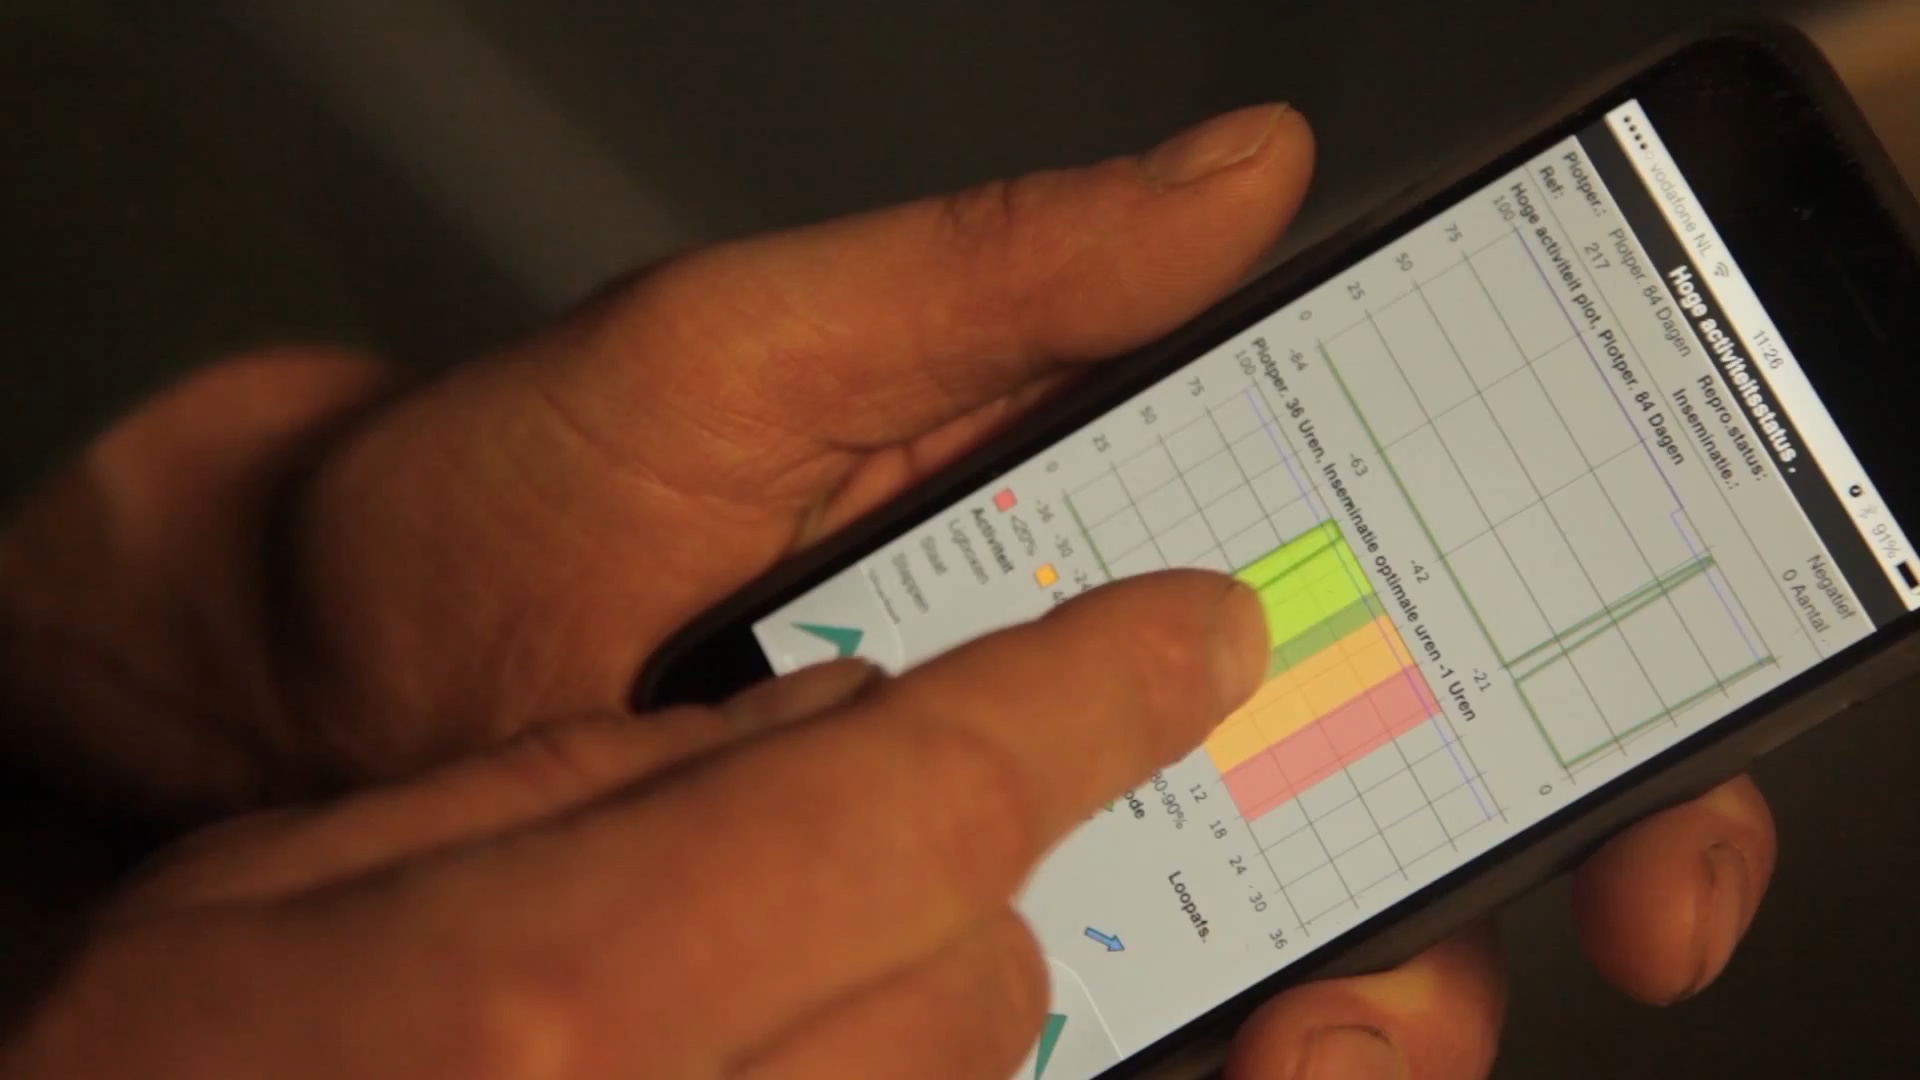 vodafone NL 11:26 91%
Hoge activiteitsstatus .
Plotper.: Plotper. 84 Dagen Repro.status: Negatief
Ref: 217 Inseminatie.: 0 Aantal .
Hoge activiteit plot, Plotper. 84 Dagen
100
75
50
25
0
-84 -63 -42 -21 0
Plotper. 36 Uren, Inseminatie optimale uren -1 Uren
100
75
50
25
0
-36 -30 -24 12 18 24 30 36
<20% 80-90%
Activiteit Loopafs.
Ligboxen
Staat
Stappen